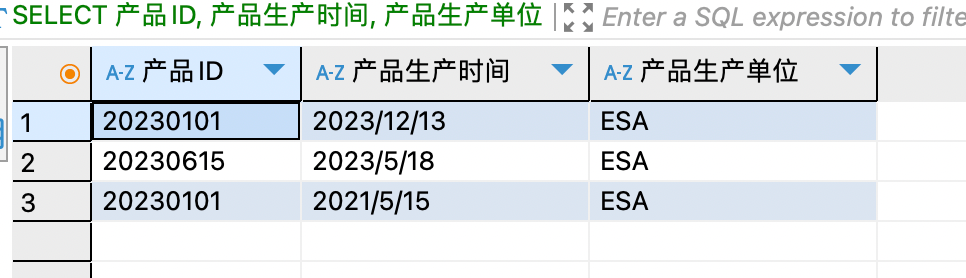 SELECT 产品ID, 产品生产时间, 产品生产单位 Enter a SQL expression to filte
A-Z 产品ID A-Z 产品生产时间 A-Z 产品生产单位
1 20230101 2023/12/13 ESA
2 20230615 2023/5/18 ESA
3 20230101 2021/5/15 ESA